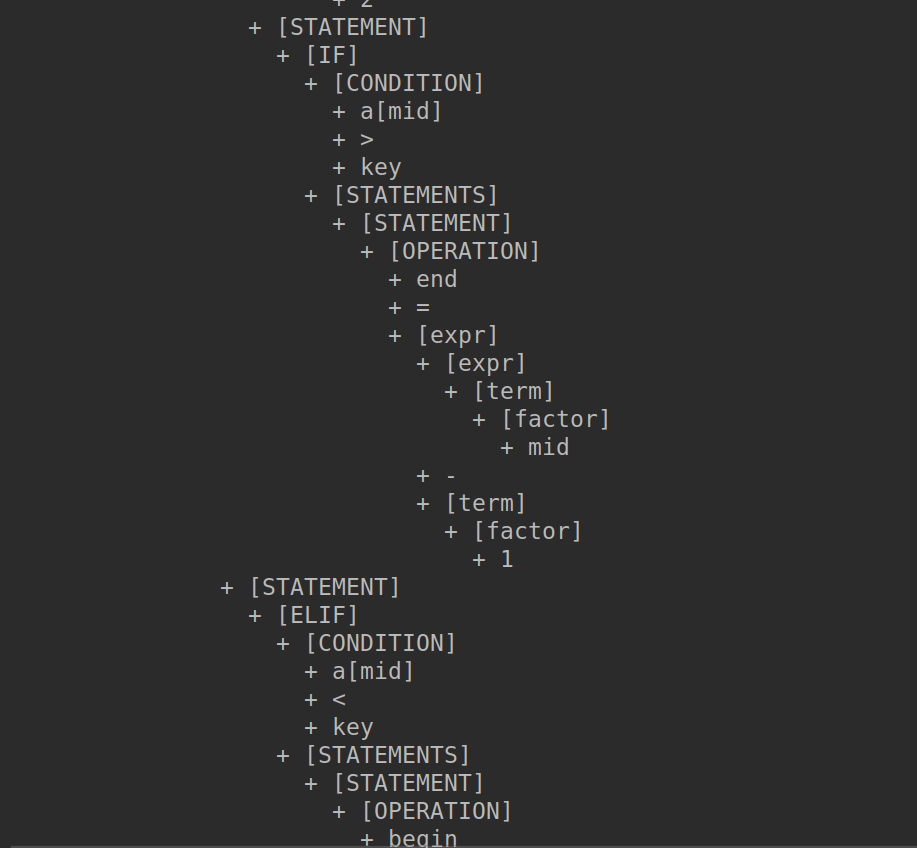 + 2
+ [STATEMENT]
+ [IF]
+ [CONDITION]
+ a[mid]
+ >
+ key
+ [STATEMENTS]
+ [STATEMENT]
+ [OPERATION]
+ end
+ =
+ [expr]
+ [expr]
+ [term]
+ [factor]
+ mid
+ -
+ [term]
+ [factor]
+ 1
+ [STATEMENT]
+ [ELIF]
+ [CONDITION]
+ a[mid]
+ <
+ key
+ [STATEMENTS]
+ [STATEMENT]
+ [OPERATION]
+ begin